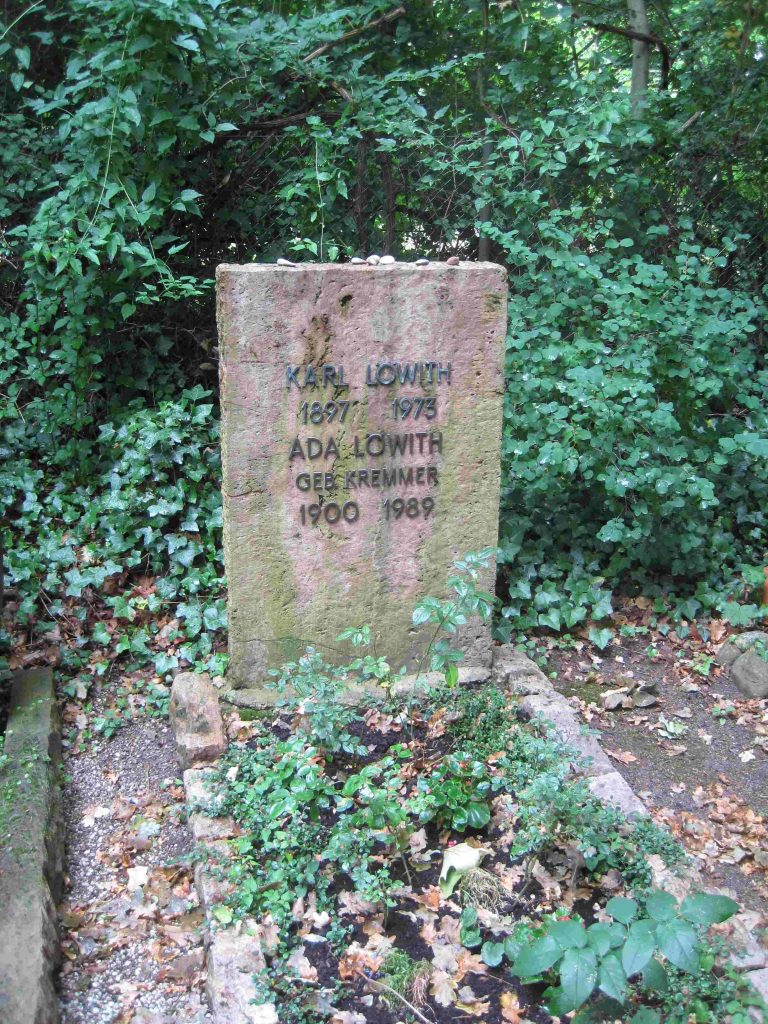 KARL LÖWITH
1897 1973
ADA LÖWITH
GEB KREMMER
1900 1989